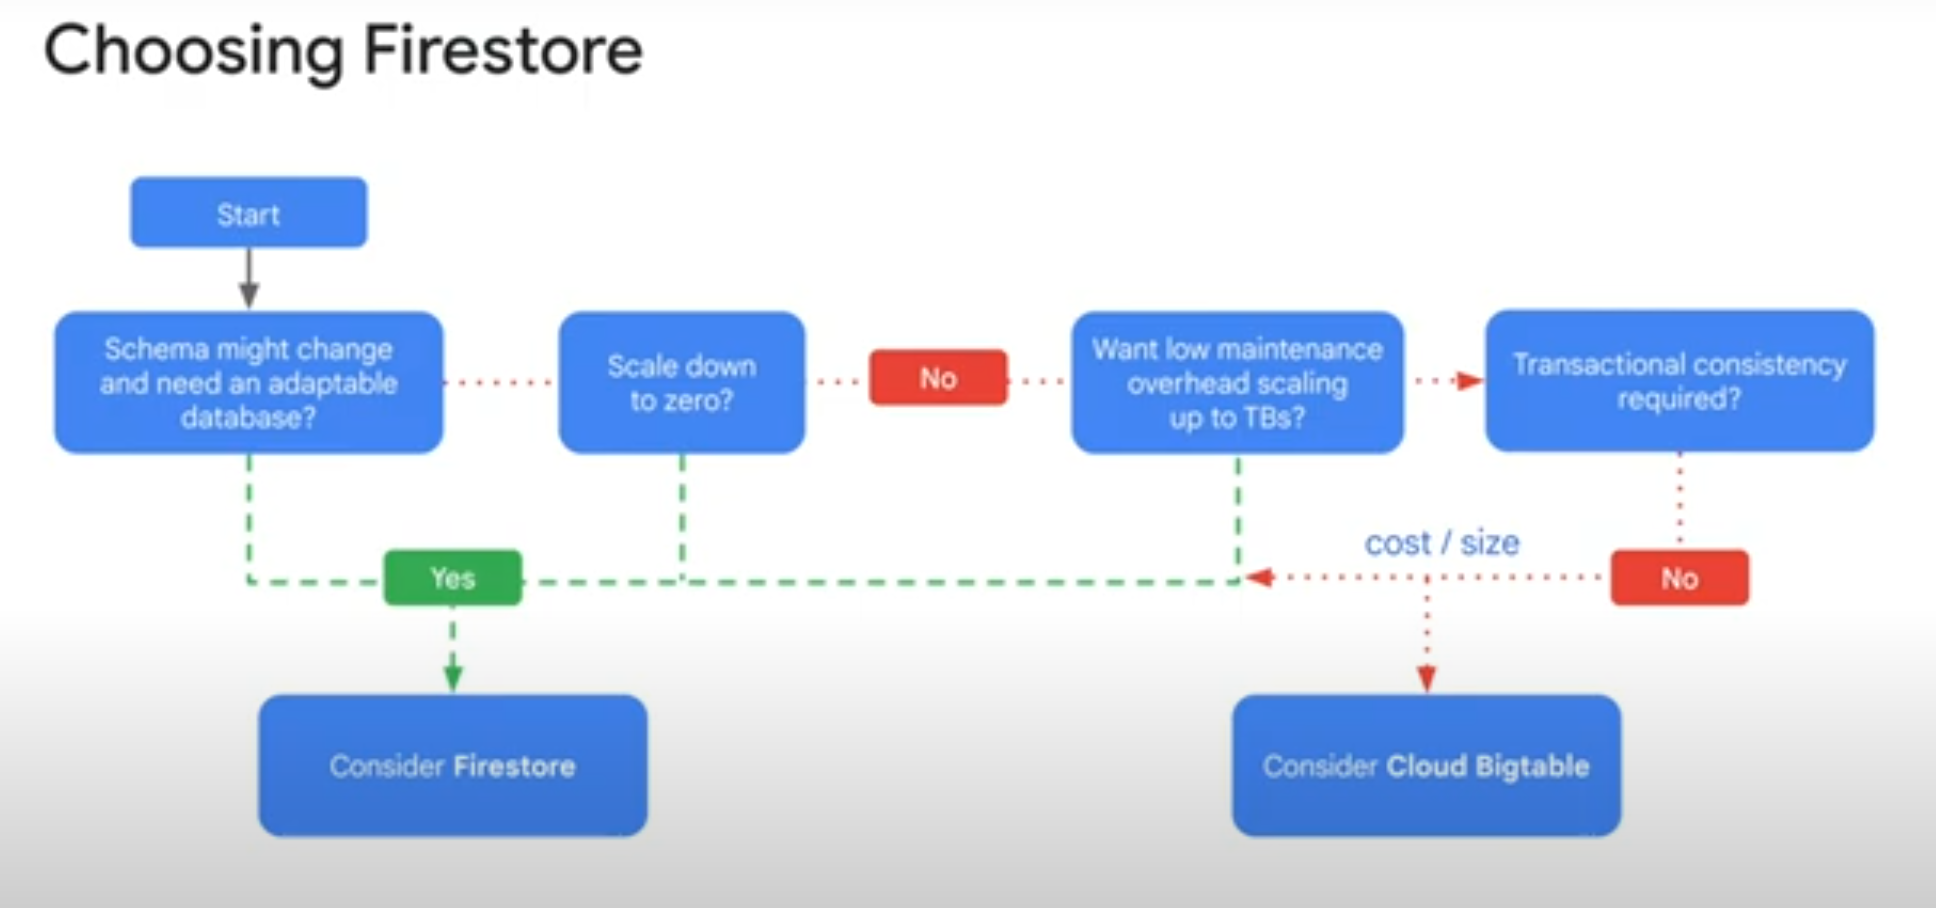 Choosing Firestore
Start
Schema might change
and need an adaptable
database?
Scale down
to zero?
No
Want low maintenance
overhead scaling
up to TBs?
Transactional consistency
required?
Yes
cost / size
No
Consider Firestore
Consider Cloud Bigtable